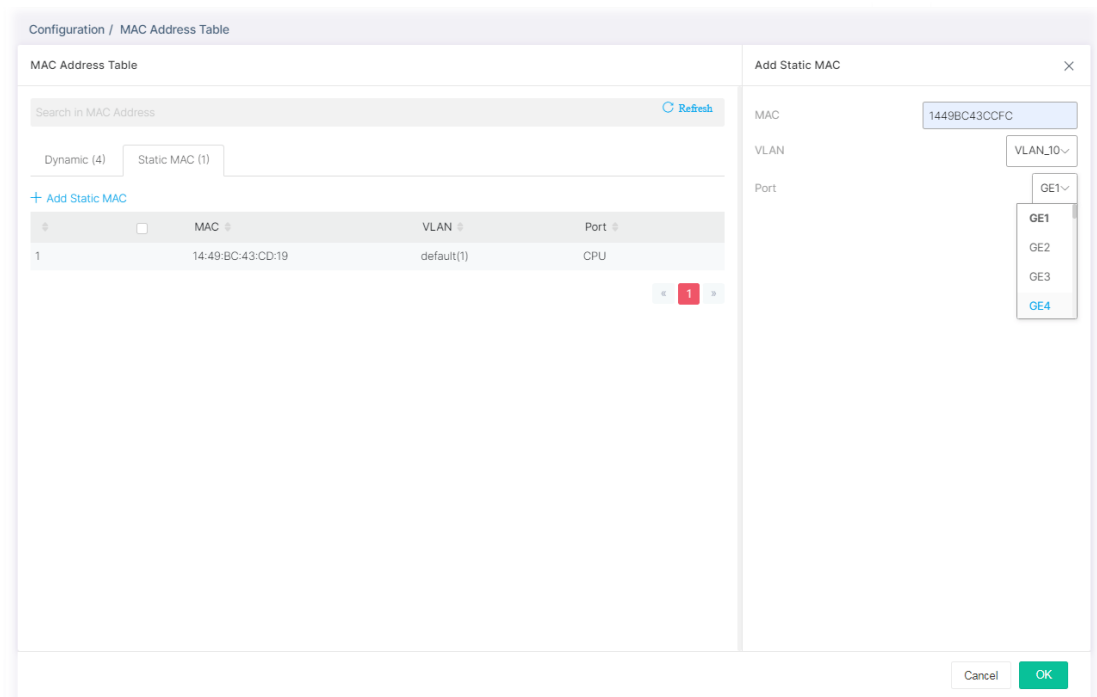 Configuration / MAC Address Table
MAC Address Table
Search in MAC Address
Refresh
Dynamic (4)
Static MAC (1)
+ Add Static MAC
MAC VLAN Port
1 14:49:BC:43:CD:19 default(1) CPU
« 1 »
Add Static MAC
MAC 1449BC43CCFC
VLAN VLAN_10
Port GE1
GE1
GE2
GE3
GE4
Cancel OK